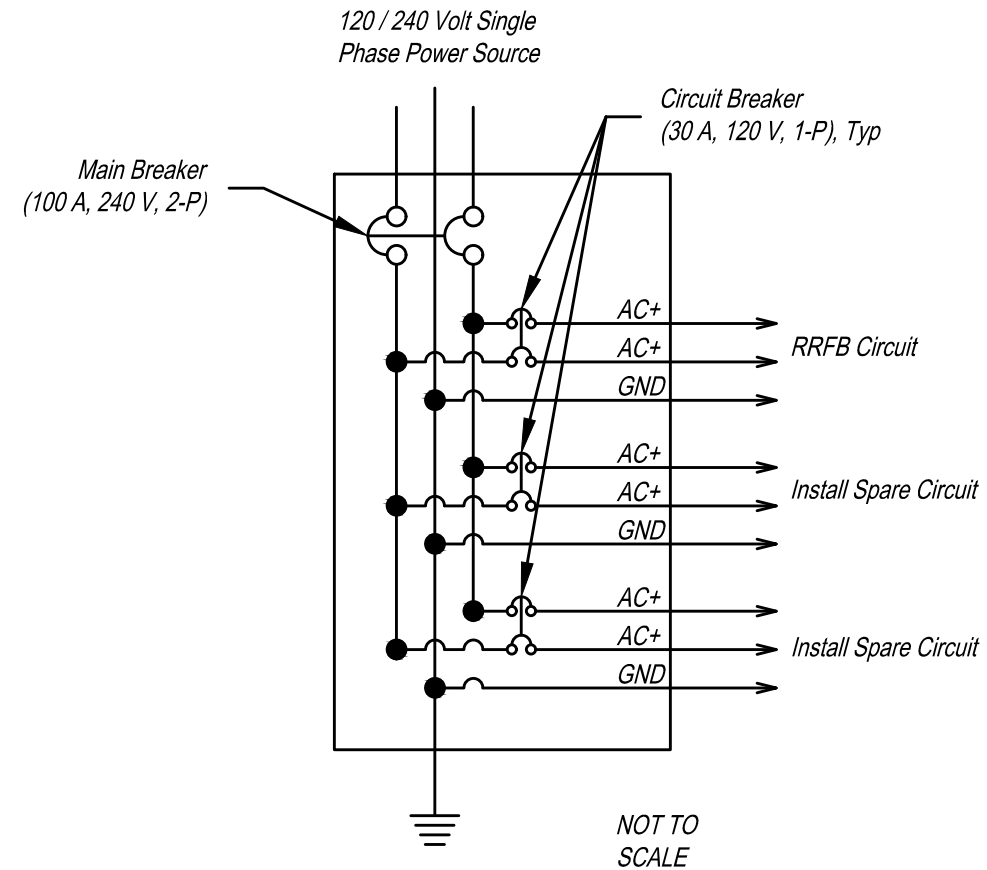 120 / 240 Volt Single
Phase Power Source
Circuit Breaker
(30 A, 120 V, 1-P), Typ
Main Breaker
(100 A, 240 V, 2-P)
AC+
AC+
RRFB Circuit
GND
AC+
AC+
Install Spare Circuit
GND
AC+
AC+
Install Spare Circuit
GND
NOT TO
SCALE